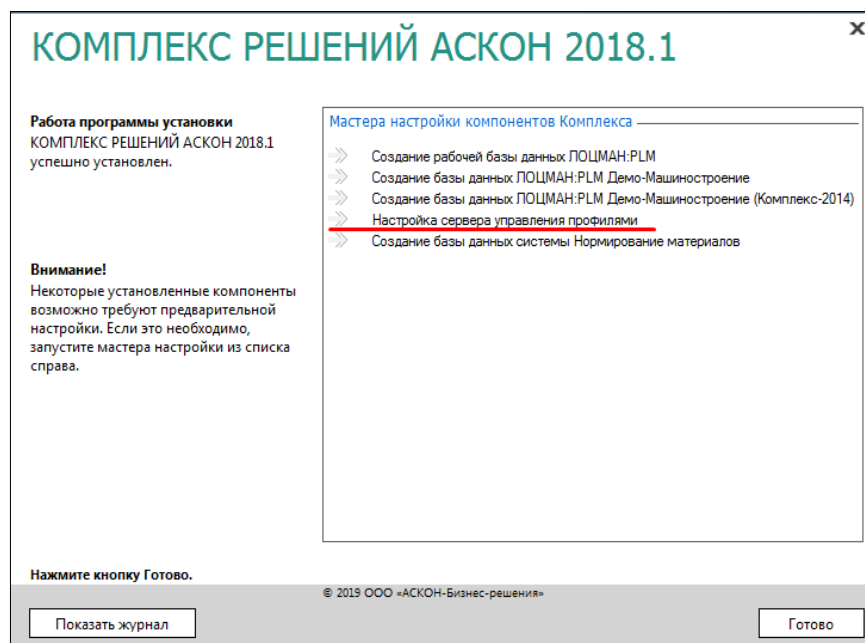 КОМПЛЕКС РЕШЕНИЙ АСКОН 2018.1
Работа программы установки
КОМПЛЕКС РЕШЕНИЙ АСКОН 2018.1
успешно установлен.
Внимание!
Некоторые установленные компоненты
возможно требуют предварительной
настройки. Если это необходимо,
запустите мастера настройки из списка
справа.
Мастера настройки компонентов Комплекса
Создание рабочей базы данных ЛОЦМАН:PLM
Создание базы данных ЛОЦМАН:PLM Демо-Машиностроение
Создание базы данных ЛОЦМАН:PLM Демо-Машиностроение (Комплекс-2014)
Настройка сервера управления профилями
Создание базы данных системы Нормирование материалов
Нажмите кнопку Готово.
© 2019 ООО «АСКОН-Бизнес-решения»
Показать журнал
Готово